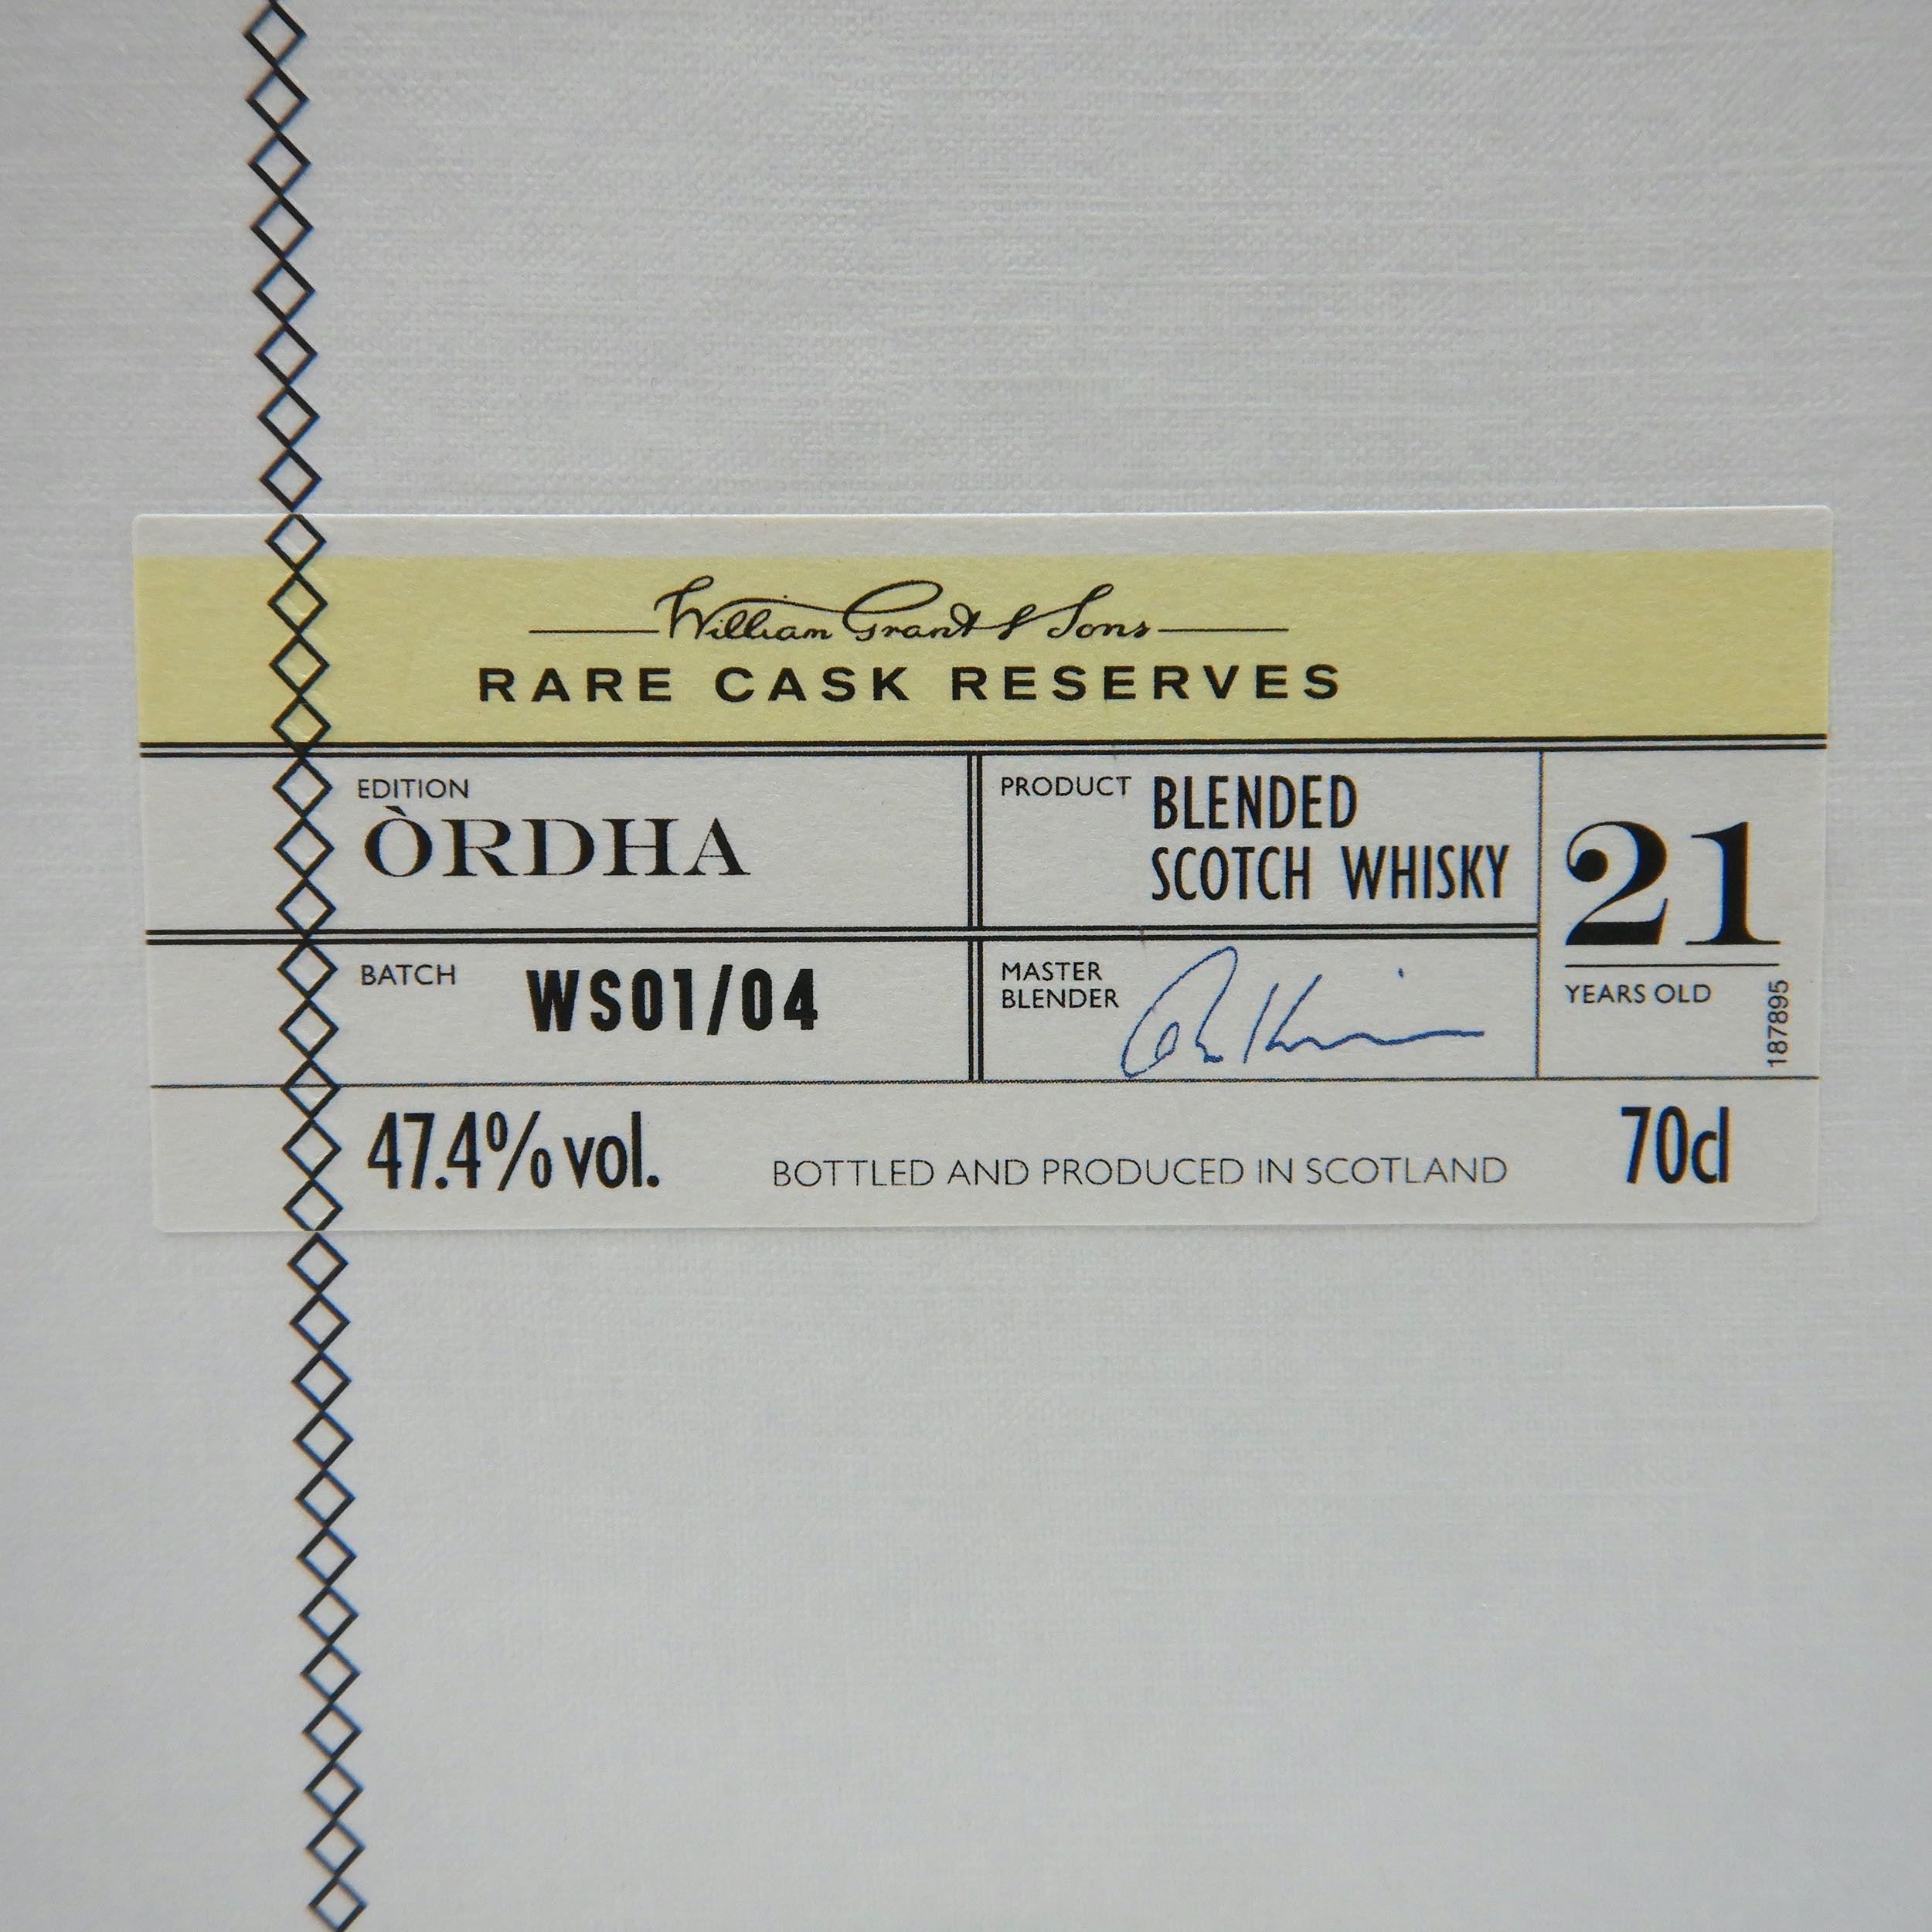 William Grant & Sons
RARE CASK RESERVES
EDITION
ÒRDHA
PRODUCT
BLENDED
SCOTCH WHISKY
21
YEARS OLD
187895
BATCH
WS01/04
MASTER
BLENDER
47.4% vol.
BOTTLED AND PRODUCED IN SCOTLAND
70cl